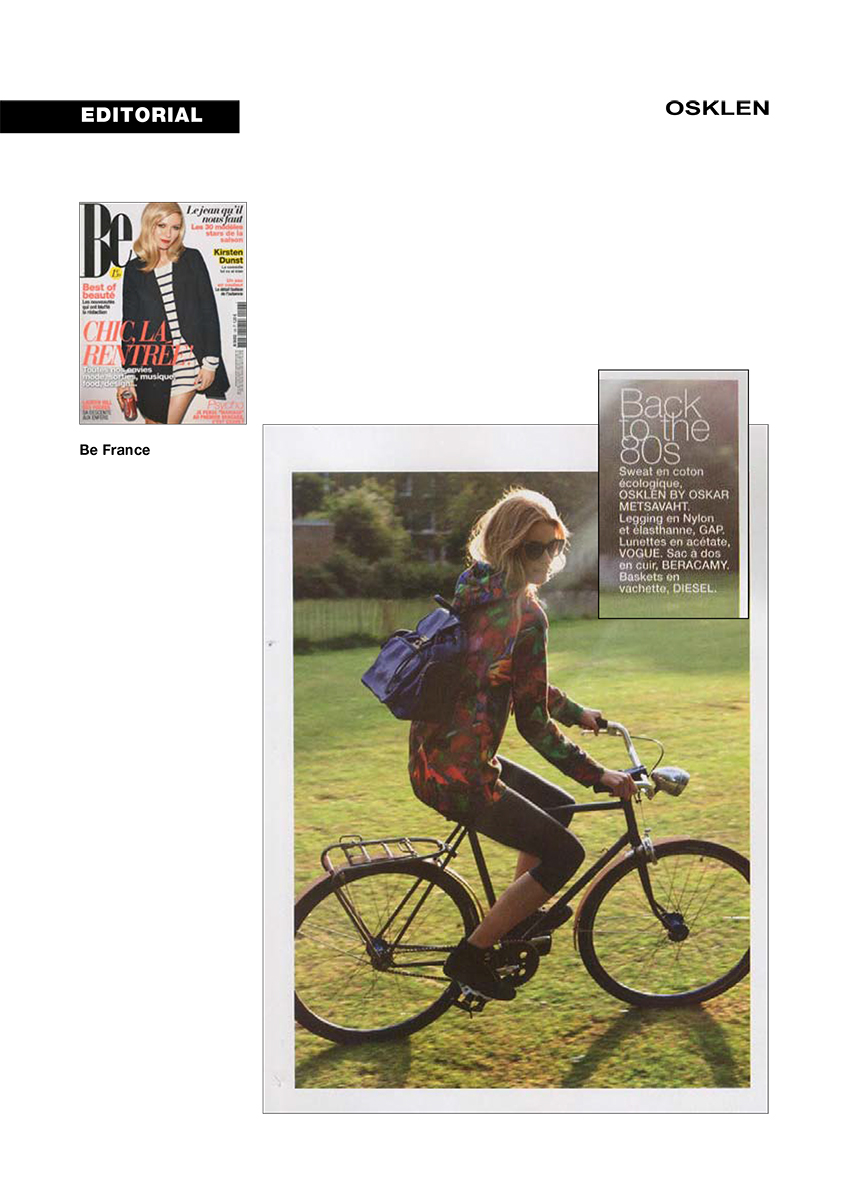 EDITORIAL
OSKLEN
Be
Le jean qu'il
nous faut
Les 30 modèles
stars de la
saison
Kirsten
Dunst
Best of
beauté
Les nouveautés
qui ont bluffé
la rédaction
CHIC, LA
RENTRÉE!
Toutes nos envies
mode, sorties, musique,
food, design...
Psycho
Be France
Back
to the
80s
Sweat en coton
écologique,
OSKLEN BY OSKAR
METSAVAHT.
Legging en Nylon
et élasthanne, GAP.
Lunettes en acétate,
VOGUE. Sac à dos
en cuir, BERACAMY.
Baskets en
vachette, DIESEL.